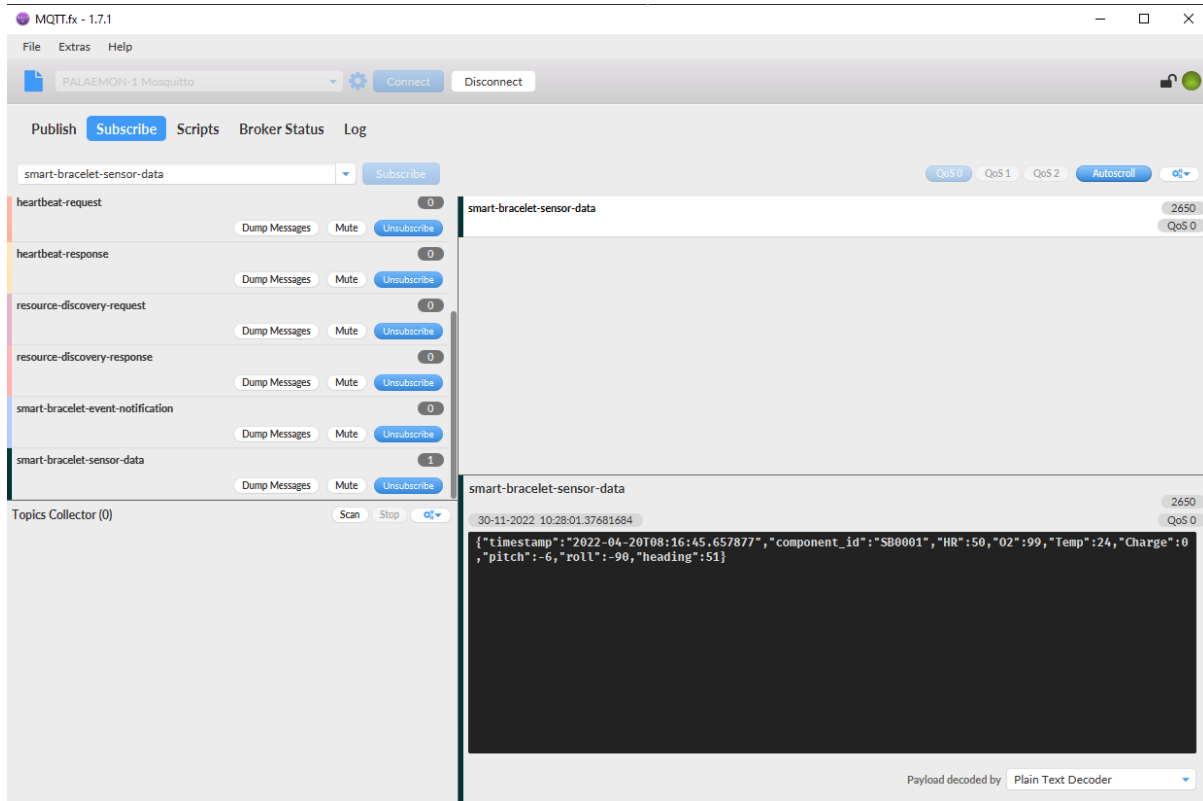 MQTT.fx - 1.7.1
File Extras Help
PALAEMON-1 Mosquitto Connect Disconnect
Publish Subscribe Scripts Broker Status Log
smart-bracelet-sensor-data Subscribe QoS 0 QoS 1 QoS 2 Autoscroll
heartbeat-request 0
Dump Messages Mute Unsubscribe
heartbeat-response 0
Dump Messages Mute Unsubscribe
resource-discovery-request 0
Dump Messages Mute Unsubscribe
resource-discovery-response 0
Dump Messages Mute Unsubscribe
smart-bracelet-event-notification 0
Dump Messages Mute Unsubscribe
smart-bracelet-sensor-data 1
Dump Messages Mute Unsubscribe
Topics Collector (0) Scan Stop
smart-bracelet-sensor-data 2650
QoS 0
smart-bracelet-sensor-data
2650
30-11-2022 10:28:01.37681684 QoS 0
{"timestamp":"2022-04-20T08:16:45.657877","component_id":"SB0001","HR":50,"O2":99,"Temp":24,"Charge":0
,"pitch":-6,"roll":-90,"heading":51}
Payload decoded by Plain Text Decoder